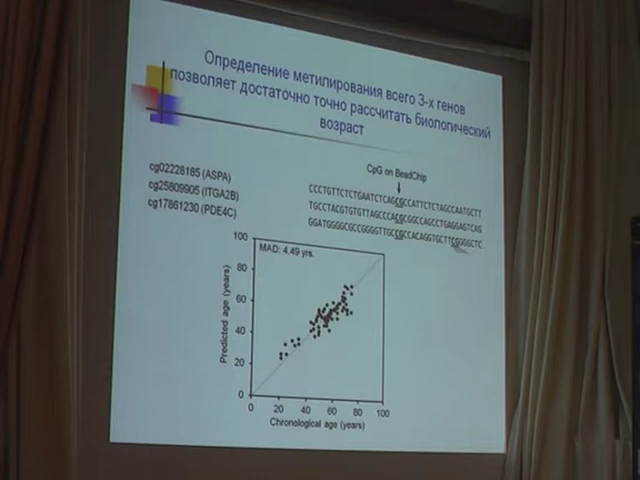 Определение метилирования всего 3-х генов
позволяет достаточно точно рассчитать биологический
возраст
cg02228185 (ASPA)
cg25809905 (ITGA2B)
cg17861230 (PDE4C)
CpG on BeadChip
CCCTGTTCTCTGAATCTCAGCGCCATTCTCTAGCCAATGCTT
TGCCTACGTGTGTTAGCCCACGCGGCCAGCCTGAGGAGTCAG
GGATGGGGCGCCGGGGTTGCCGCCACAGGTGCTTCGGGGCTC
MAD: 4.49 yrs.
Predicted age (years)
100
80
60
40
20
0
0 20 40 60 80 100
Chronological age (years)